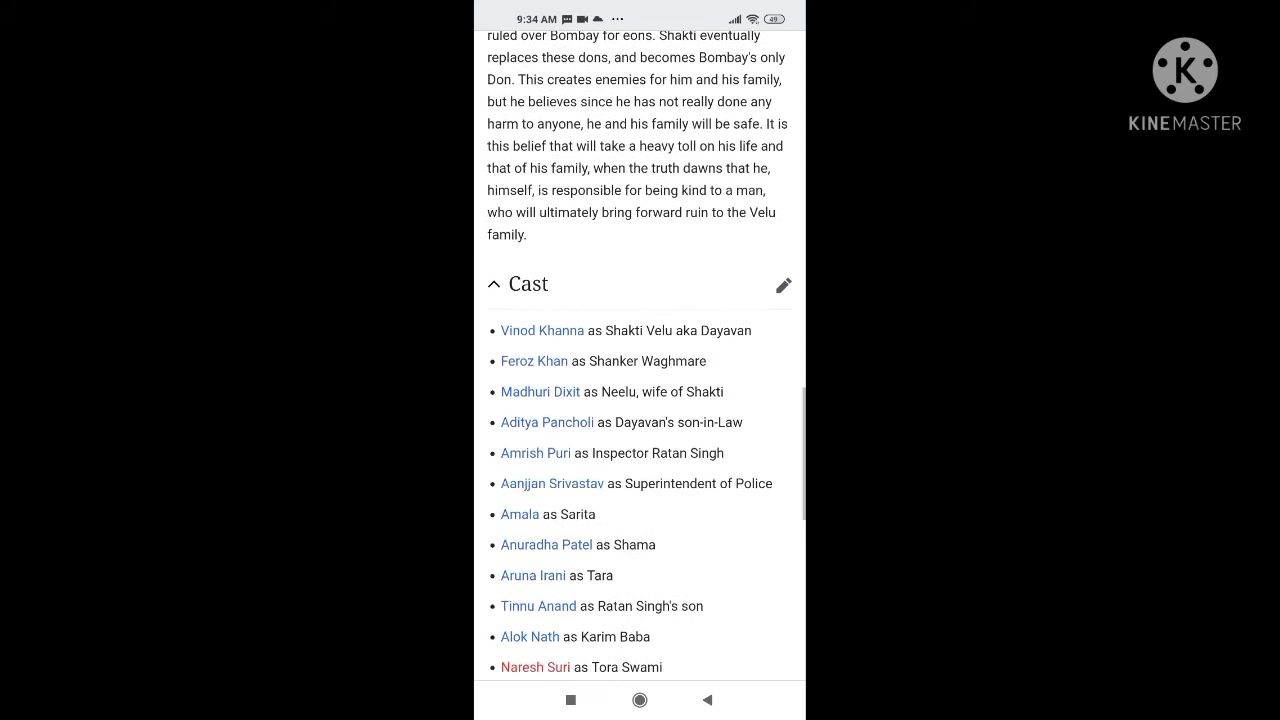 9:34 AM
49
ruled over Bombay for eons. Shakti eventually
replaces these dons, and becomes Bombay's only
Don. This creates enemies for him and his family,
but he believes since he has not really done any
harm to anyone, he and his family will be safe. It is
this belief that will take a heavy toll on his life and
that of his family, when the truth dawns that he,
himself, is responsible for being kind to a man,
who will ultimately bring forward ruin to the Velu
family.
Cast
• Vinod Khanna as Shakti Velu aka Dayavan
• Feroz Khan as Shanker Waghmare
• Madhuri Dixit as Neelu, wife of Shakti
• Aditya Pancholi as Dayavan's son-in-Law
• Amrish Puri as Inspector Ratan Singh
• Aanjjan Srivastav as Superintendent of Police
• Amala as Sarita
• Anuradha Patel as Shama
• Aruna Irani as Tara
• Tinnu Anand as Ratan Singh's son
• Alok Nath as Karim Baba
• Naresh Suri as Tora Swami
K
KINEMASTER